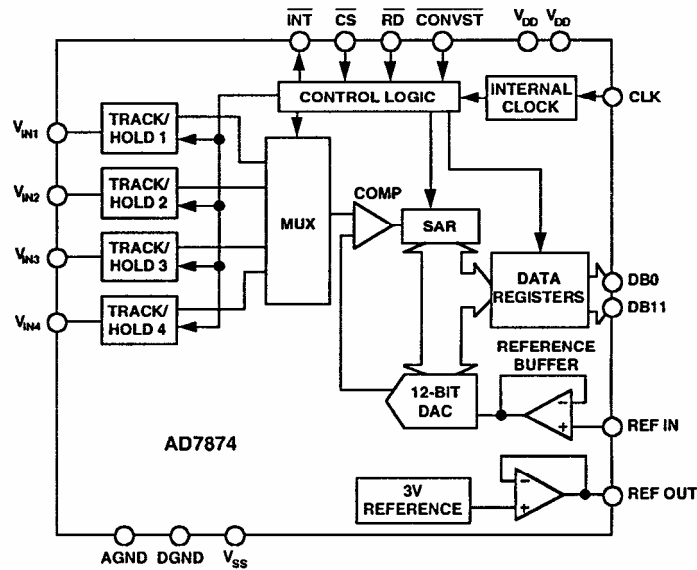 INT CS RD CONVST VDD VDD
CONTROL LOGIC
INTERNAL
CLOCK
CLK
VIN1
TRACK/
HOLD 1
VIN2
TRACK/
HOLD 2
VIN3
TRACK/
HOLD 3
VIN4
TRACK/
HOLD 4
MUX
COMP
SAR
DATA
REGISTERS
DB0
DB11
REFERENCE
BUFFER
12-BIT
DAC
−
+
REF IN
AD7874
3V
REFERENCE
−
+
REF OUT
AGND DGND VSS